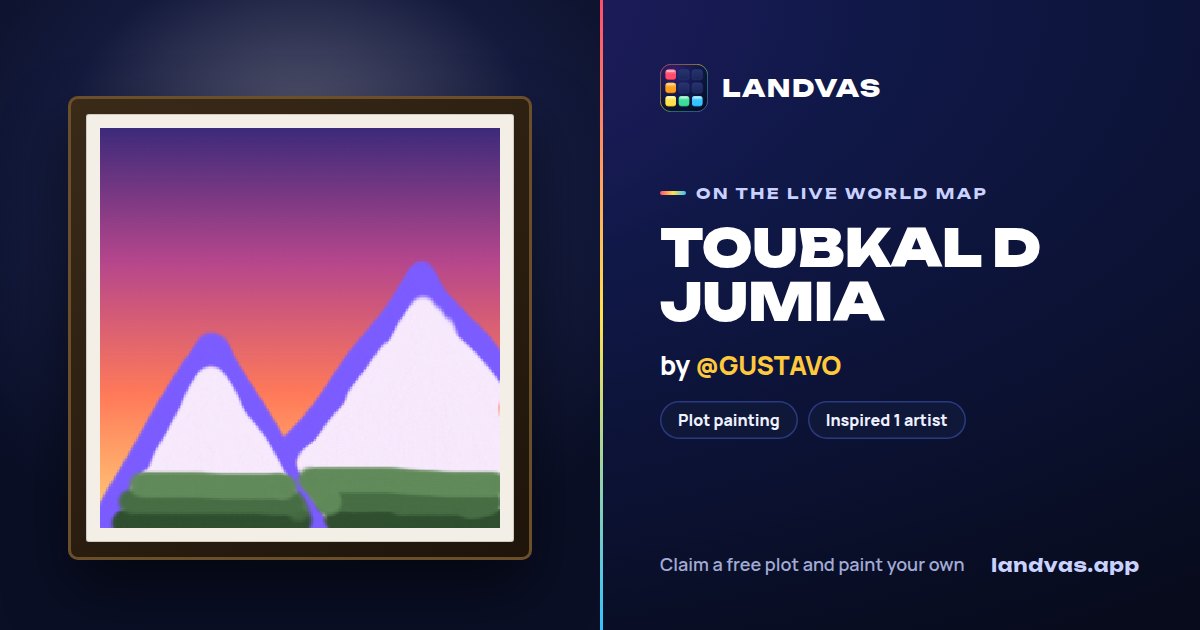 LANDVAS
ON THE LIVE WORLD MAP
TOUBKAL D
JUMIA
by @GUSTAVO
Plot painting
Inspired 1 artist
Claim a free plot and paint your own
landvas.app